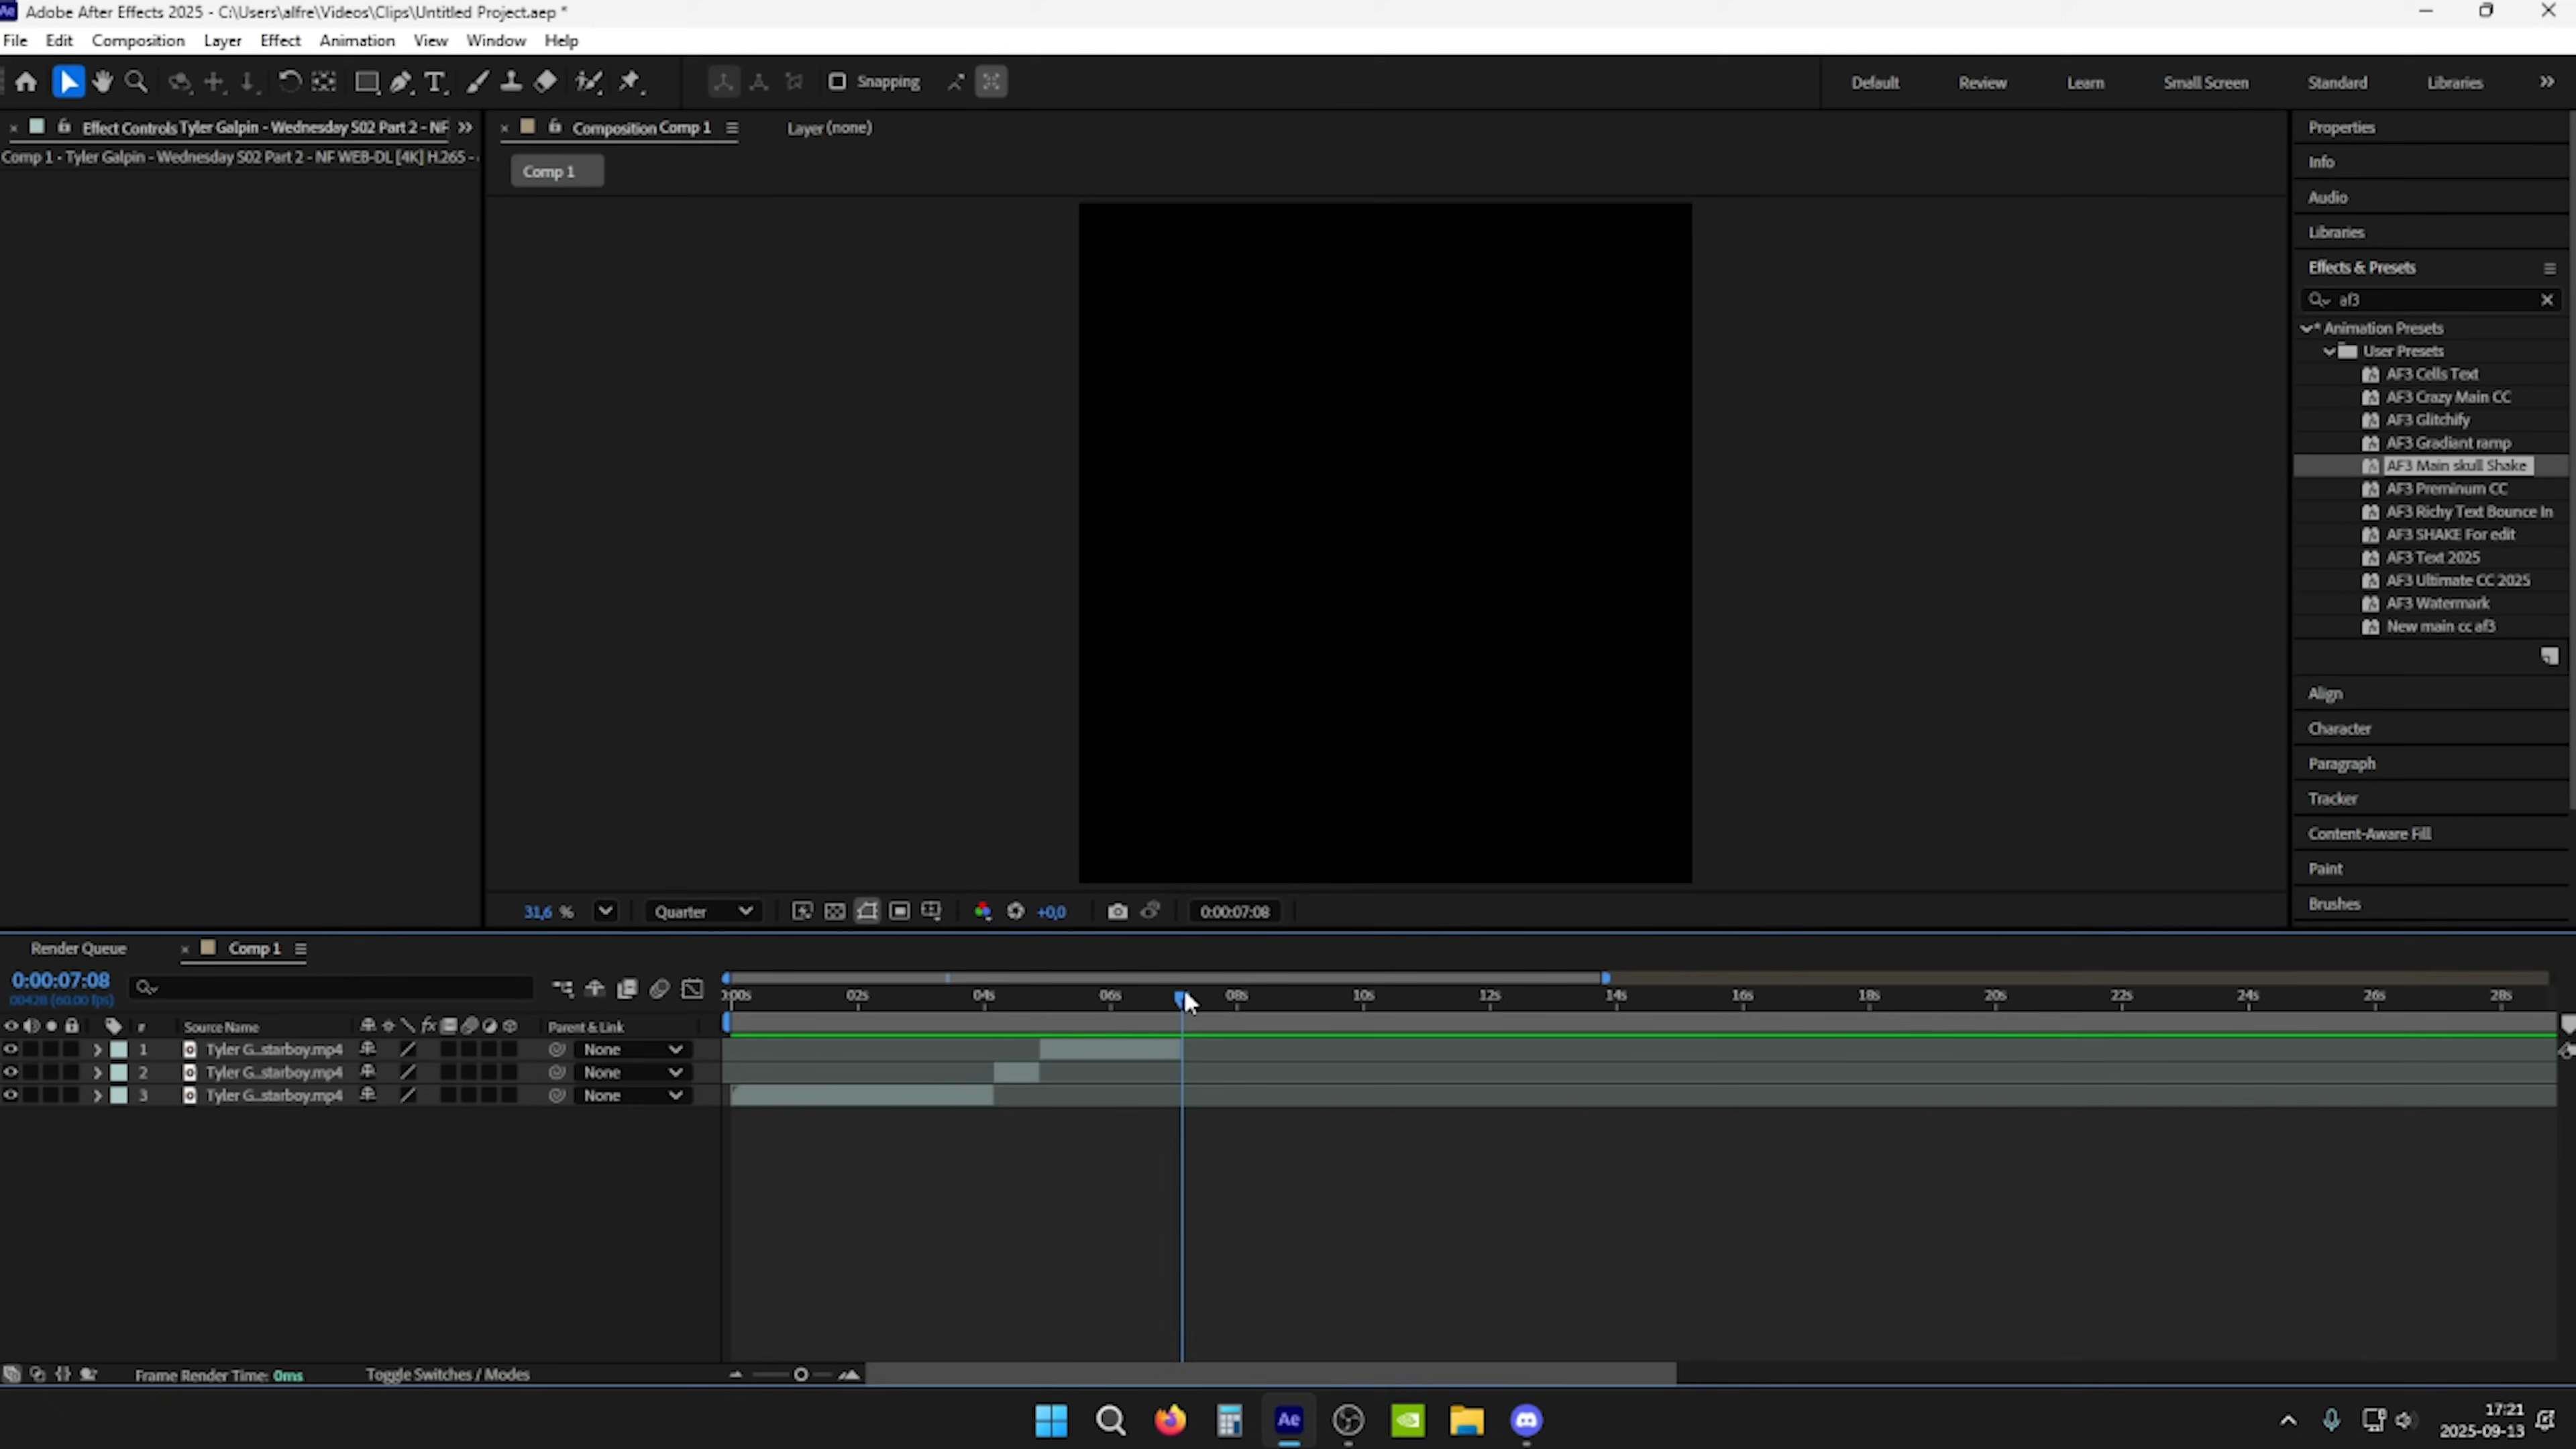 Ae Adobe After Effects 2025 - C:\Users\alfre\Videos\Clips\Untitled Project.aep *
File Edit Composition Layer Effect Animation View Window Help
Snapping Default Review Learn Small Screen Standard Libraries
Effect Controls Tyler Galpin - Wednesday S02 Part 2 - NF
Comp 1 - Tyler Galpin - Wednesday S02 Part 2 - NF WEB-DL [4K] H.265 -
Composition Comp 1
Layer (none)
Comp 1
Properties
Info
Audio
Libraries
Effects & Presets
af3
* Animation Presets
User Presets
AF3 Cells Text
AF3 Crazy Main CC
AF3 Glitchify
AF3 Gradiant ramp
AF3 Main skull Shake
AF3 Preminum CC
AF3 Richy Text Bounce In
AF3 SHAKE For edit
AF3 Text 2025
AF3 Ultimate CC 2025
AF3 Watermark
New main cc af3
Align
Character
Paragraph
Tracker
Content-Aware Fill
Paint
Brushes
31,6 % Quarter +0,0 0:00:07:08
Render Queue Comp 1
0:00:07:08
00428 (60.00 fps)
:00s 02s 04s 06s 08s 10s 12s 14s 16s 18s 20s 22s 24s 26s 28s
# Source Name fx Parent & Link
1 Tyler G...starboy.mp4 None
2 Tyler G...starboy.mp4 None
3 Tyler G...starboy.mp4 None
Frame Render Time: 0ms Toggle Switches / Modes
Ae
17:21
2025-09-13